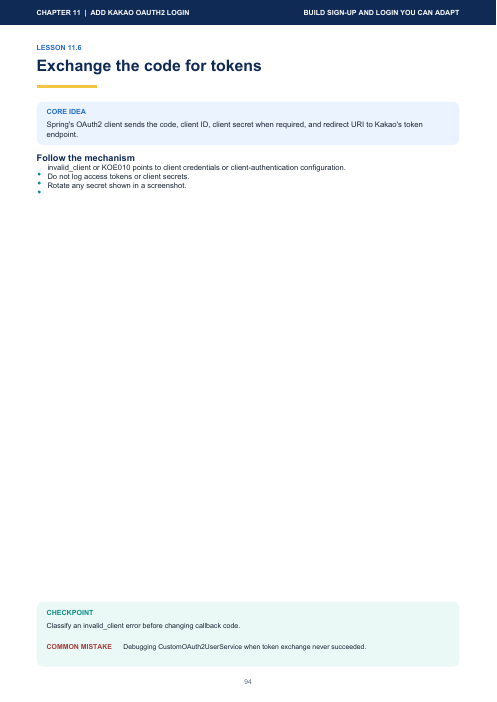 CHAPTER 11 | ADD KAKAO OAUTH2 LOGIN
BUILD SIGN-UP AND LOGIN YOU CAN ADAPT
LESSON 11.6
Exchange the code for tokens
CORE IDEA
Spring's OAuth2 client sends the code, client ID, client secret when required, and redirect URI to Kakao's token
endpoint.
Follow the mechanism
invalid_client or KOE010 points to client credentials or client-authentication configuration.
Do not log access tokens or client secrets.
Rotate any secret shown in a screenshot.
CHECKPOINT
Classify an invalid_client error before changing callback code.
COMMON MISTAKE Debugging CustomOAuth2UserService when token exchange never succeeded.
94